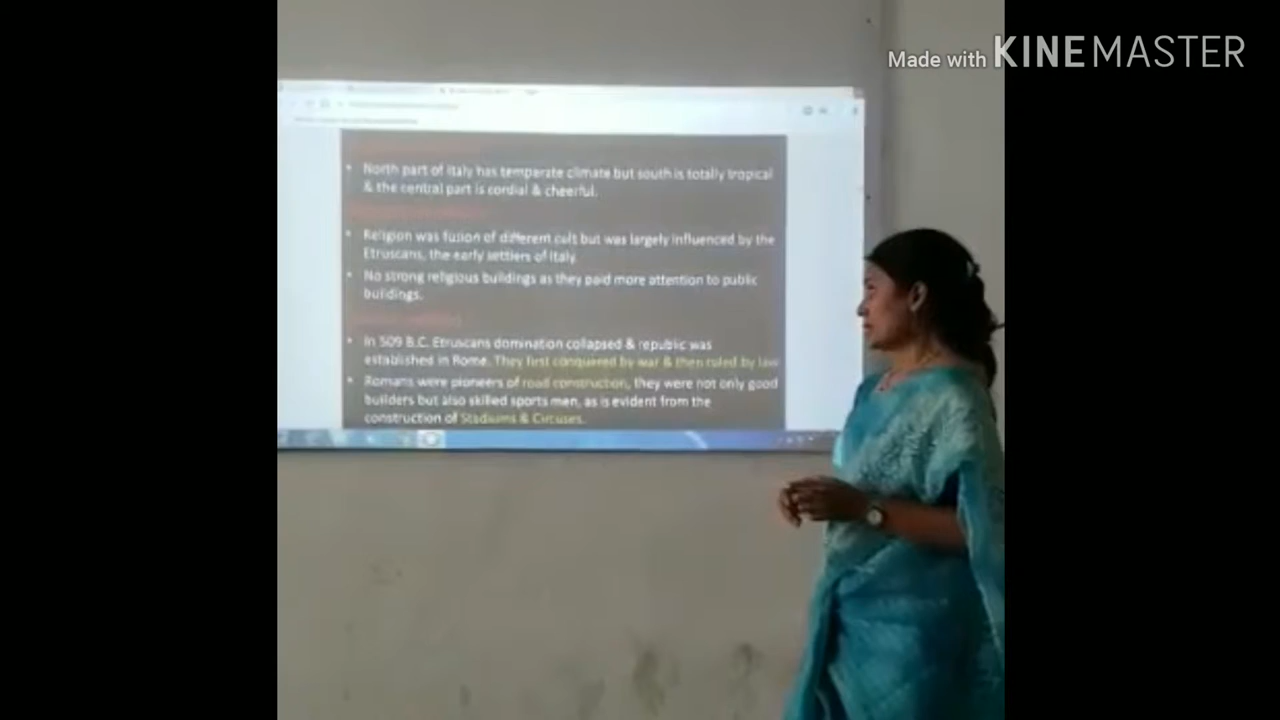 Made with KINEMASTER
• North part of Italy has temperate climate but south is totally tropical
& the central part is cordial & cheerful.
• Religion was fusion of different cult but was largely influenced by the
Etruscans, the early settlers of Italy
• No strong religious buildings as they paid more attention to public
buildings.
• In 509 B.C. Etruscans domination collapsed & republic was
established in Rome. They first conquered by war & then ruled by law
• Romans were pioneers of road construction, they were not only good
builders but also skilled sports men, as is evident from the
construction of Stadiums & Circuses.